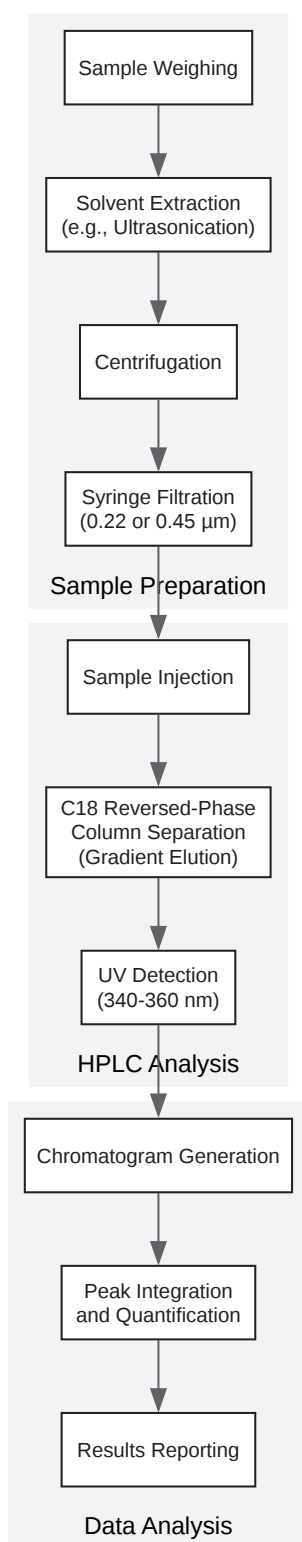 Sample Weighing
Solvent Extraction
(e.g., Ultrasonication)
Centrifugation
Syringe Filtration
(0.22 or 0.45 µm)
Sample Preparation
Sample Injection
C18 Reversed-Phase
Column Separation
(Gradient Elution)
UV Detection
(340-360 nm)
HPLC Analysis
Chromatogram Generation
Peak Integration
and Quantification
Results Reporting
Data Analysis